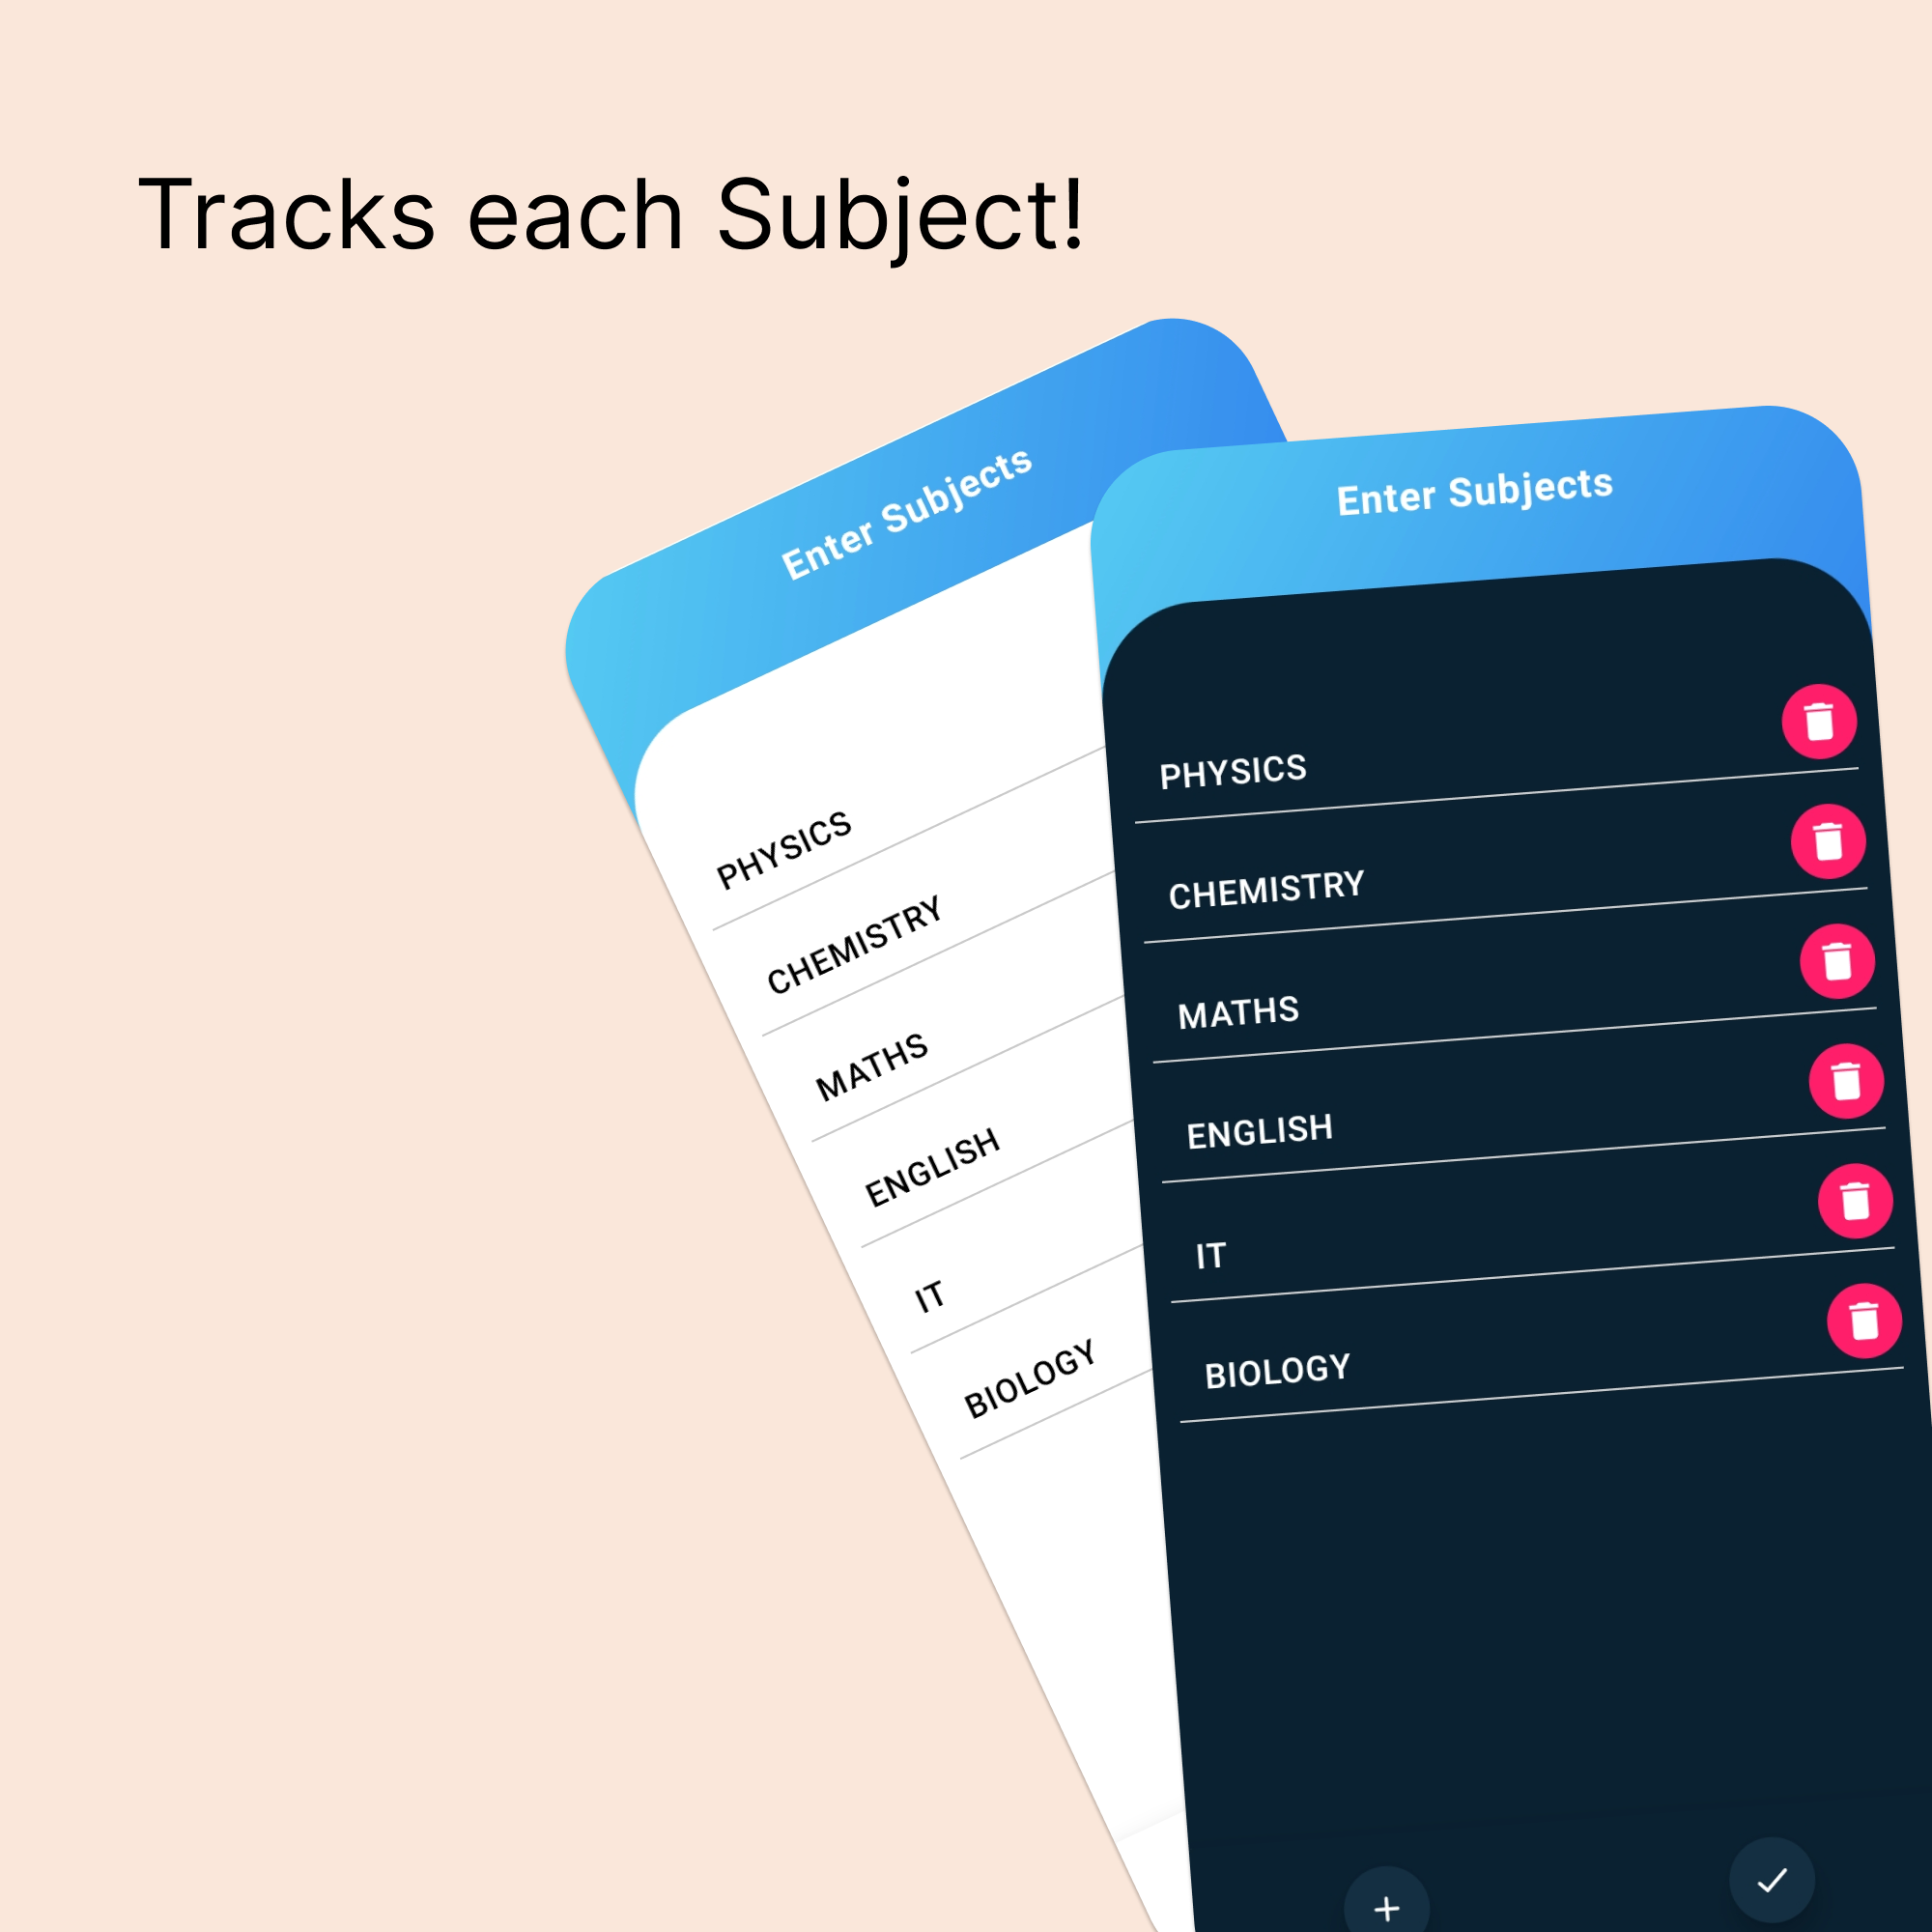 Tracks each Subject!
Enter Subjects
PHYSICS
CHEMISTRY
MATHS
ENGLISH
IT
BIOLOGY
Enter Subjects
PHYSICS
CHEMISTRY
MATHS
ENGLISH
IT
BIOLOGY